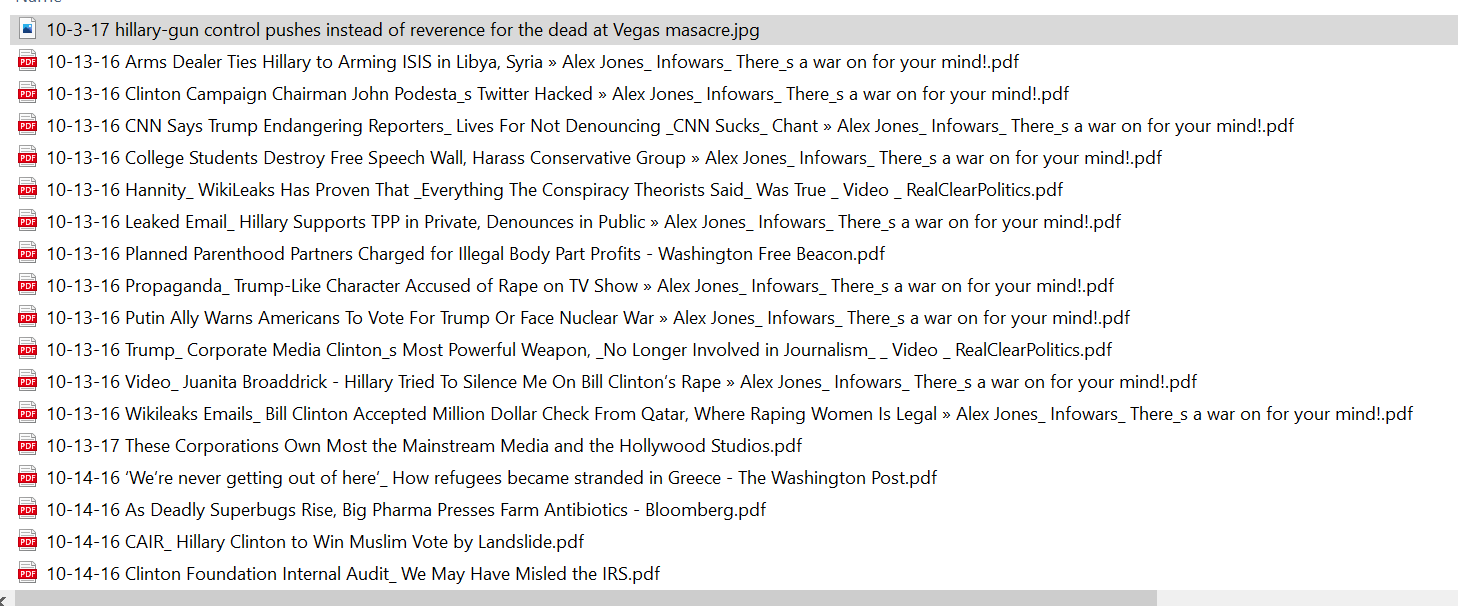 10-3-17 hillary-gun control pushes instead of reverence for the dead at Vegas masacre.jpg
PDF 10-13-16 Arms Dealer Ties Hillary to Arming ISIS in Libya, Syria » Alex Jones_ Infowars_ There_s a war on for your mind!.pdf
PDF 10-13-16 Clinton Campaign Chairman John Podesta_s Twitter Hacked » Alex Jones_ Infowars_ There_s a war on for your mind!.pdf
PDF 10-13-16 CNN Says Trump Endangering Reporters_ Lives For Not Denouncing _CNN Sucks_ Chant » Alex Jones_ Infowars_ There_s a war on for your mind!.pdf
PDF 10-13-16 College Students Destroy Free Speech Wall, Harass Conservative Group » Alex Jones_ Infowars_ There_s a war on for your mind!.pdf
PDF 10-13-16 Hannity_ WikiLeaks Has Proven That _Everything The Conspiracy Theorists Said_ Was True _ Video _ RealClearPolitics.pdf
PDF 10-13-16 Leaked Email_ Hillary Supports TPP in Private, Denounces in Public » Alex Jones_ Infowars_ There_s a war on for your mind!.pdf
PDF 10-13-16 Planned Parenthood Partners Charged for Illegal Body Part Profits - Washington Free Beacon.pdf
PDF 10-13-16 Propaganda_ Trump-Like Character Accused of Rape on TV Show » Alex Jones_ Infowars_ There_s a war on for your mind!.pdf
PDF 10-13-16 Putin Ally Warns Americans To Vote For Trump Or Face Nuclear War » Alex Jones_ Infowars_ There_s a war on for your mind!.pdf
PDF 10-13-16 Trump_ Corporate Media Clinton_s Most Powerful Weapon, _No Longer Involved in Journalism_ _ Video _ RealClearPolitics.pdf
PDF 10-13-16 Video_ Juanita Broaddrick - Hillary Tried To Silence Me On Bill Clinton’s Rape » Alex Jones_ Infowars_ There_s a war on for your mind!.pdf
PDF 10-13-16 Wikileaks Emails_ Bill Clinton Accepted Million Dollar Check From Qatar, Where Raping Women Is Legal » Alex Jones_ Infowars_ There_s a war on for your mind!.pdf
PDF 10-13-17 These Corporations Own Most the Mainstream Media and the Hollywood Studios.pdf
PDF 10-14-16 ‘We’re never getting out of here’_ How refugees became stranded in Greece - The Washington Post.pdf
PDF 10-14-16 As Deadly Superbugs Rise, Big Pharma Presses Farm Antibiotics - Bloomberg.pdf
PDF 10-14-16 CAIR_ Hillary Clinton to Win Muslim Vote by Landslide.pdf
PDF 10-14-16 Clinton Foundation Internal Audit_ We May Have Misled the IRS.pdf